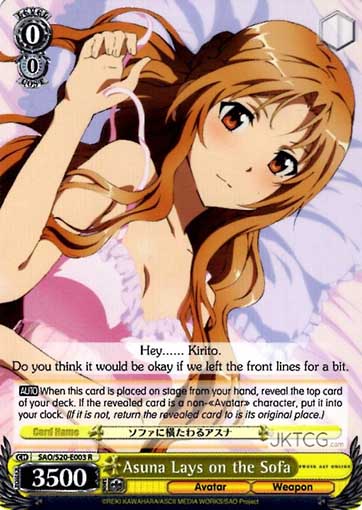 0
0
Hey...... Kirito.
Do you think it would be okay if we left the front lines for a bit.
AUTO When this card is placed on stage from your hand, reveal the top card
of your deck. If the revealed card is a non-<Avatar> character, put it into your
clock. (If it is not, return the revealed card to is its original place.)
Card Name ソファに横たわるアスナ
JKTCG.com
CH SAO/S20-E003 R
Asuna Lays on the Sofa
SWORD ART ONLINE
3500
Avatar Weapon
©REKI KAWAHARA/ASCII MEDIA WORKS/SAO Project